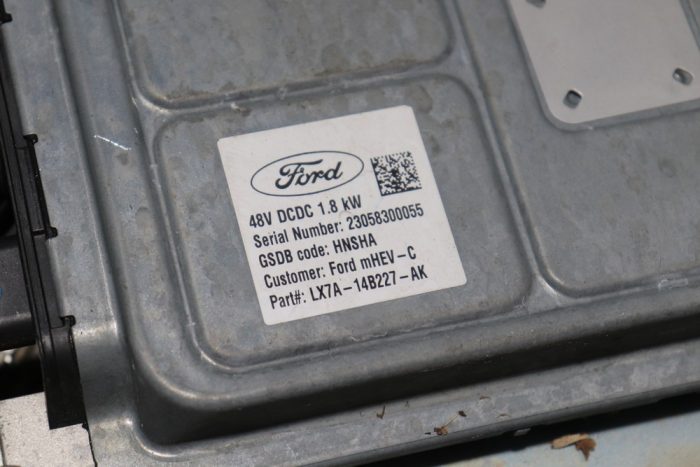 Ford
48V DCDC 1.8 kW
Serial Number: 23058300055
GSDB code: HNSHA
Customer: Ford mHEV-C
Part#: LX7A-14B227-AK